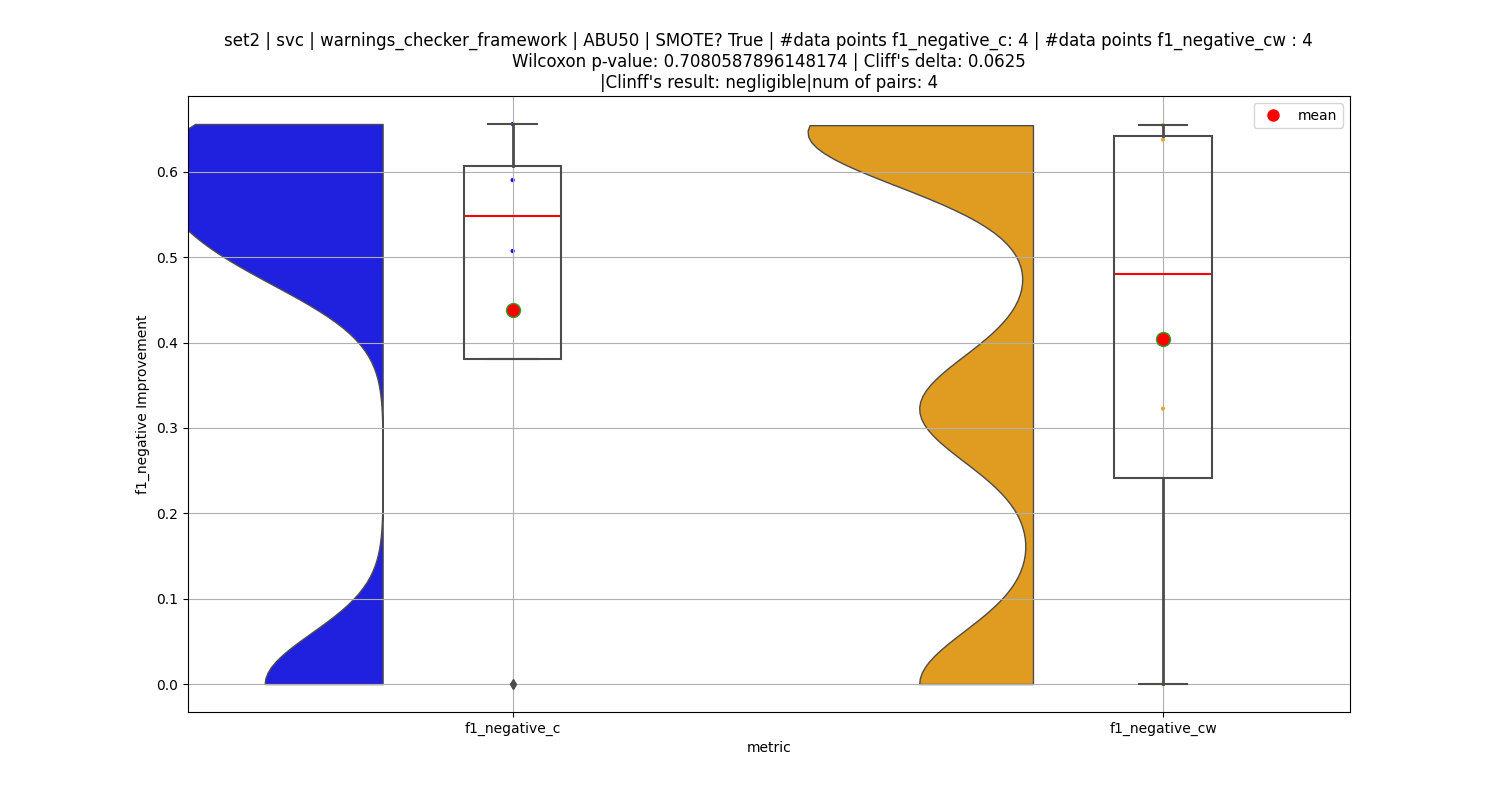 set2 | svc | warnings_checker_framework | ABU50 | SMOTE? True | #data points f1_negative_c: 4 | #data points f1_negative_cw : 4
Wilcoxon p-value: 0.7080587896148174 | Cliff's delta: 0.0625
|Clinff's result: negligible|num of pairs: 4
mean
f1_negative Improvement
0.6
0.5
0.4
0.3
0.2
0.1
0.0
f1_negative_c
f1_negative_cw
metric